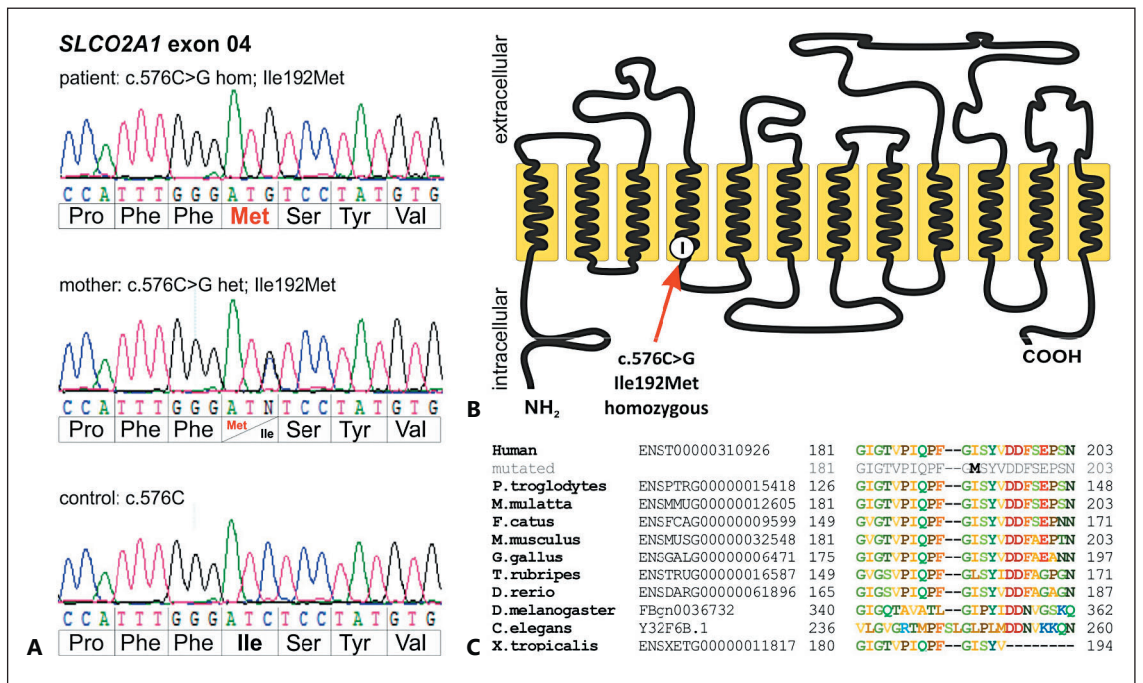 SLCO2A1 exon 04
patient: c.576C>G hom; Ile192Met
C C A T T T G G G A T G T C C T A T G T G
Pro Phe Phe Met Ser Tyr Val
mother: c.576C>G het; Ile192Met
C C A T T T G G G A T N T C C T A T G T G
Pro Phe Phe Met Ile Ser Tyr Val
control: c.576C
C C A T T T G G G A T C T C C T A T G T G
A Pro Phe Phe Ile Ser Tyr Val
extracellular
intracellular
I
c.576C>G
Ile192Met
homozygous
NH2
COOH
B
Human ENST00000310926 181 GIGTVPIQPF--GISYVDDFSEPSN 203
mutated 181 GIGTVPIQPF--GMSYVDDFSEPSN 203
P.troglodytes ENSPTRG00000015418 126 GIGTVPIQPF--GISYVDDFSEPSN 148
M.mulatta ENSMMUG00000012605 181 GIGTVPIQPF--GISYVDDFSEPSN 203
F.catus ENSFCAG00000009599 149 GVGTVPIQPF--GISYVDDFSEPNN 171
M.musculus ENSMUSG00000032548 181 GVGTVPIQPF--GISYVDDFAEPTN 203
G.gallus ENSGALG00000006471 175 GIGTVPIQPF--GISYVDDFAEANN 197
T.rubripes ENSTRUG00000016587 149 GVGSVPIQPF--GLSYIDDFAGPGN 171
D.rerio ENSDARG00000061896 165 GIGSVPIQPF--GISYIDDFAGAGN 187
D.melanogaster FBgn0036732 340 GIGQTAVATL--GIPYIDDNVGSKQ 362
C.elegans Y32F6B.1 236 VLGVGRTMPFSLGLPLMDDNVKKQN 260
C X.tropicalis ENSXETG00000011817 180 GIGTVPIQPF--GISYV-------- 194